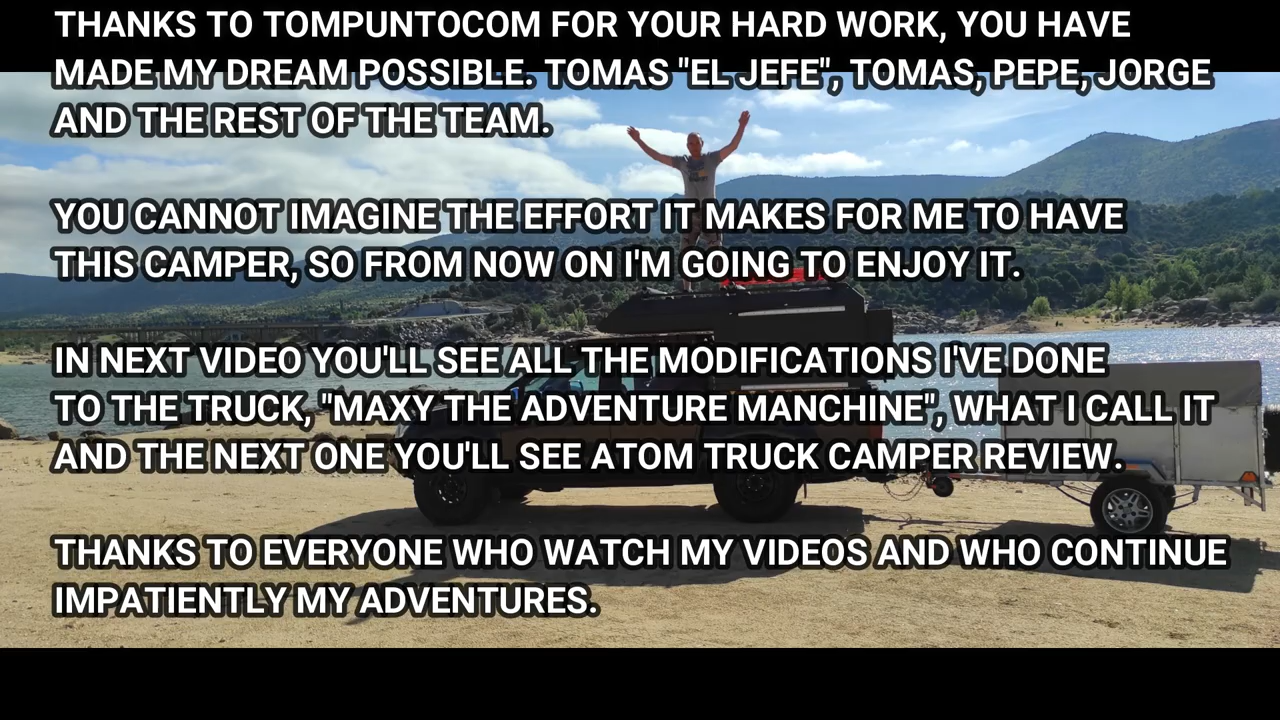 THANKS TO TOMPUNTOCOM FOR YOUR HARD WORK, YOU HAVE
MADE MY DREAM POSSIBLE. TOMAS "EL JEFE", TOMAS, PEPE, JORGE
AND THE REST OF THE TEAM.
YOU CANNOT IMAGINE THE EFFORT IT MAKES FOR ME TO HAVE
THIS CAMPER, SO FROM NOW ON I'M GOING TO ENJOY IT.
IN NEXT VIDEO YOU'LL SEE ALL THE MODIFICATIONS I'VE DONE
TO THE TRUCK, "MAXY THE ADVENTURE MANCHINE", WHAT I CALL IT
AND THE NEXT ONE YOU'LL SEE ATOM TRUCK CAMPER REVIEW.
THANKS TO EVERYONE WHO WATCH MY VIDEOS AND WHO CONTINUE
IMPATIENTLY MY ADVENTURES.